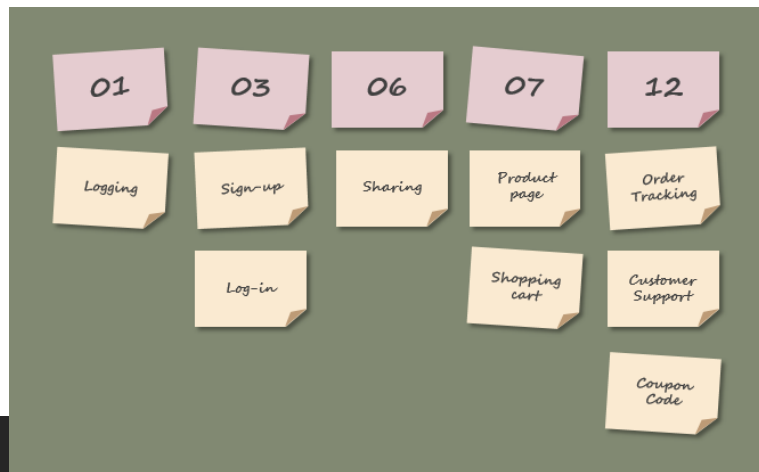 01
03
06
07
12
Logging
Sign-up
Sharing
Product
page
Order
Tracking
Log-in
Shopping
cart
Customer
Support
Coupon
Code